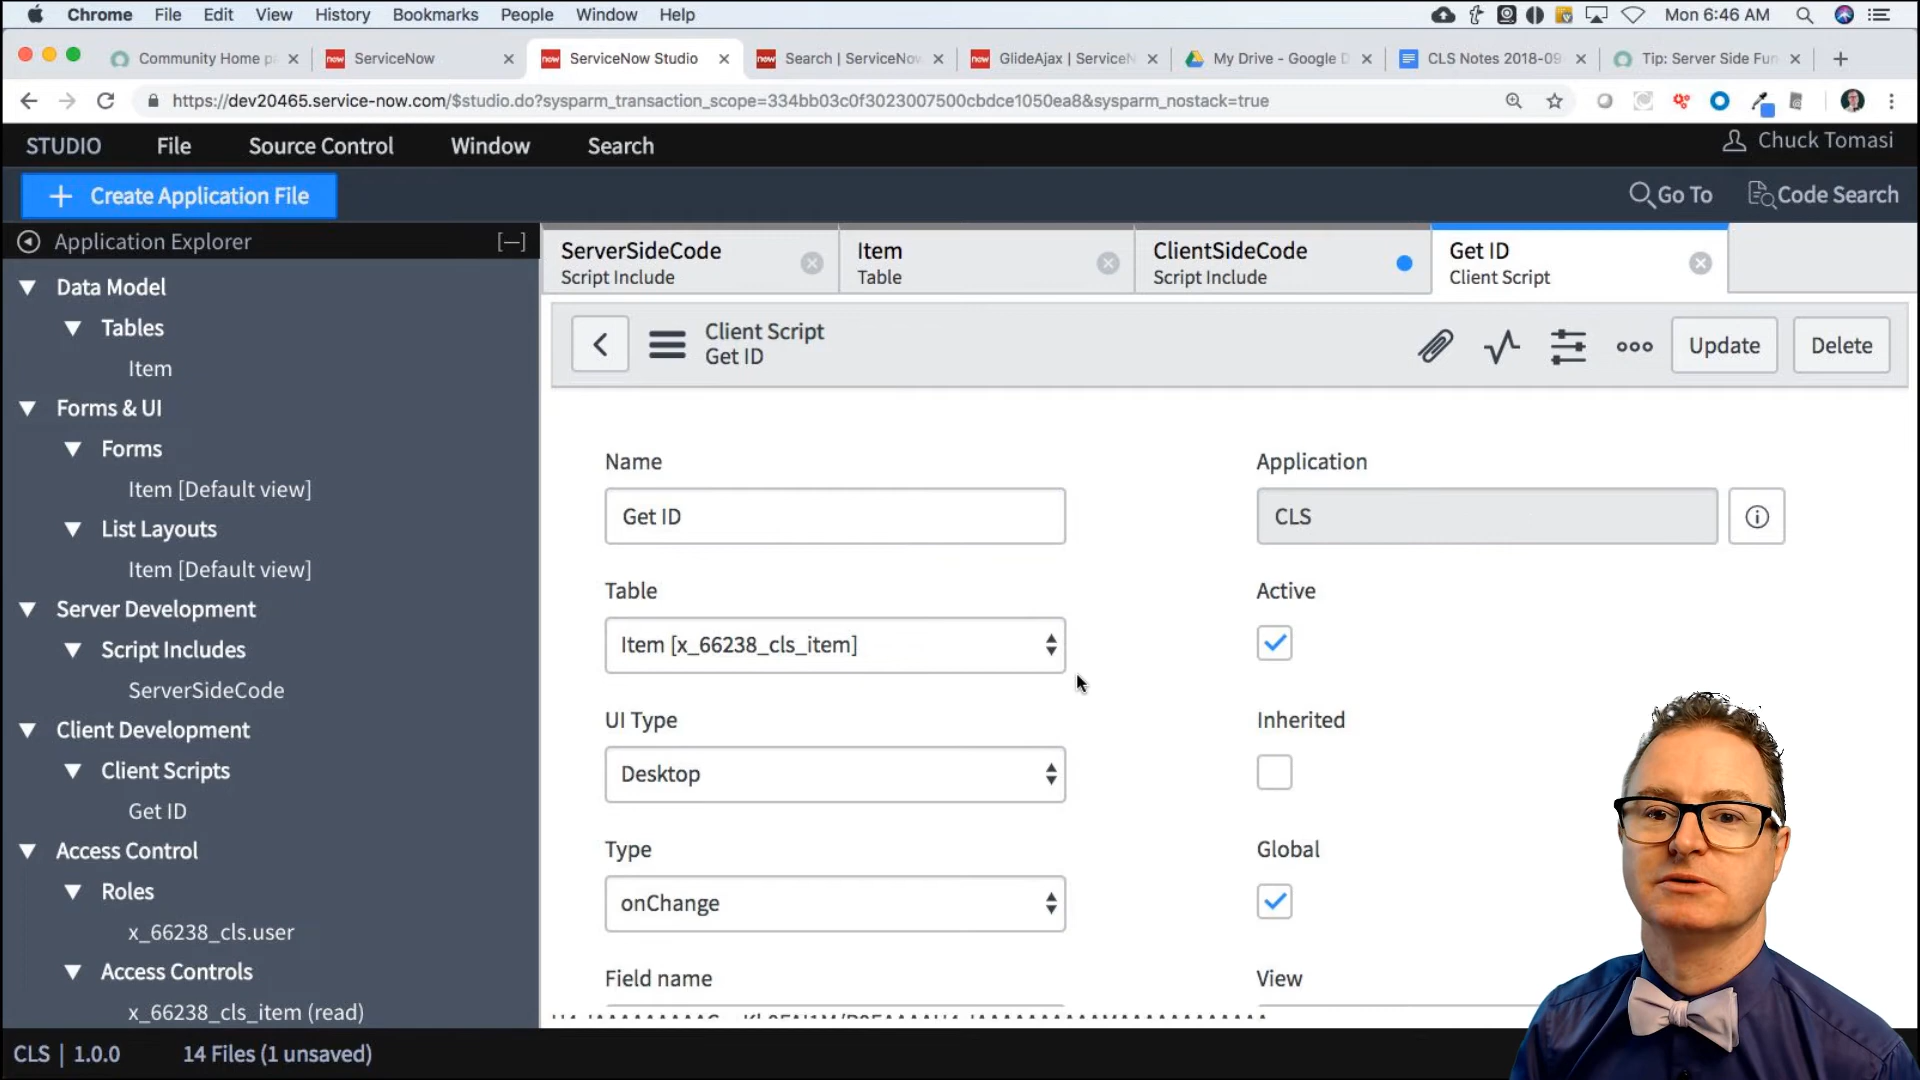 Chrome File Edit View History Bookmarks People Window Help Mon 6:46 AM
Community Home p ServiceNow ServiceNow Studio Search | ServiceNow GlideAjax | ServiceN My Drive - Google D CLS Notes 2018-09 Tip: Server Side Fun
https://dev20465.service-now.com/$studio.do?sysparm_transaction_scope=334bb03c0f3023007500cbdce1050ea8&sysparm_nostack=true
STUDIO File Source Control Window Search Chuck Tomasi
Create Application File Go To Code Search
Application Explorer [—]
ServerSideCode
Script Include
Item
Table
ClientSideCode
Script Include
Get ID
Client Script
Data Model
Tables
Item
Forms & UI
Forms
Item [Default view]
List Layouts
Item [Default view]
Server Development
Script Includes
ServerSideCode
Client Development
Client Scripts
Get ID
Access Control
Roles
x_66238_cls.user
Access Controls
x_66238_cls_item (read)
Client Script
Get ID
Update Delete
Name
Get ID
Application
CLS
Table
Item [x_66238_cls_item]
Active
UI Type
Desktop
Inherited
Type
onChange
Global
Field name
View
CLS | 1.0.0 14 Files (1 unsaved)